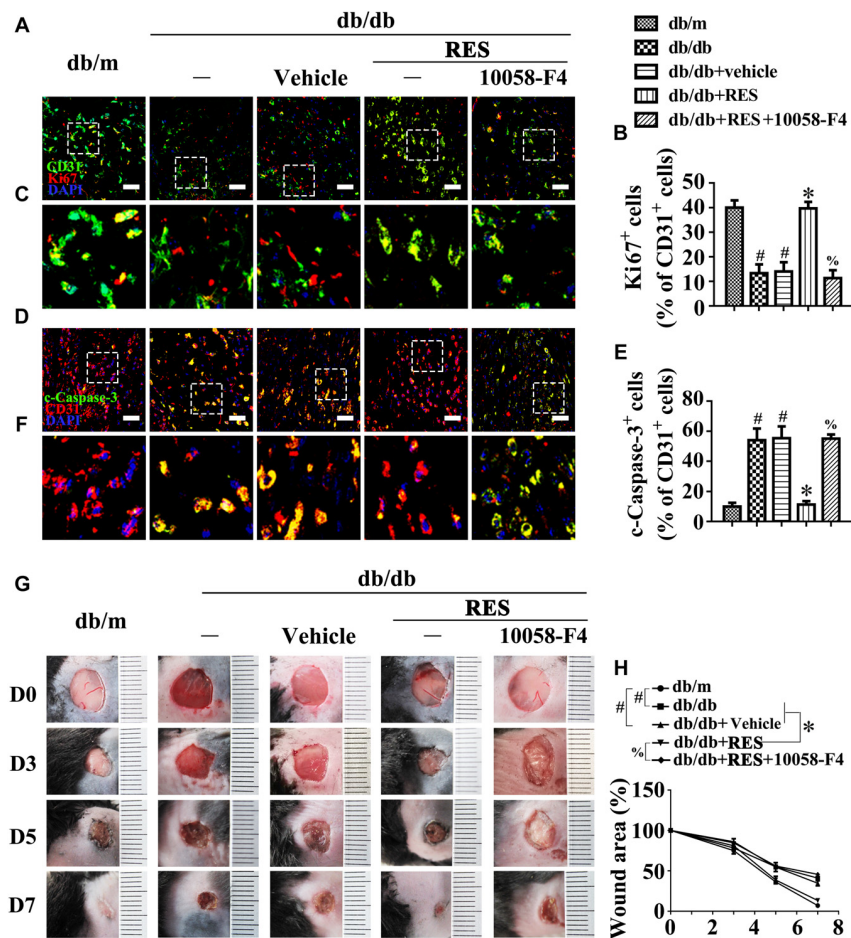 A
db/db
db/m
—
Vehicle
RES
—
10058-F4
CD31
Ki67
DAPI
C
D
c-Caspase-3
CD31
DAPI
F
db/m
db/db
db/db+vehicle
db/db+RES
db/db+RES+10058-F4
B
Ki67+ cells
(% of CD31+ cells)
50
40
30
20
10
0
#
#
*
%
E
c-Caspase-3+ cells
(% of CD31+ cells)
80
60
40
20
0
#
#
*
%
G
db/db
db/m
—
Vehicle
RES
—
10058-F4
D0
D3
D5
D7
H
# # db/m
db/db
db/db+ Vehicle
*
% db/db+RES
db/db+RES+10058-F4
Wound area (%)
150
100
50
0
0 2 4 6 8